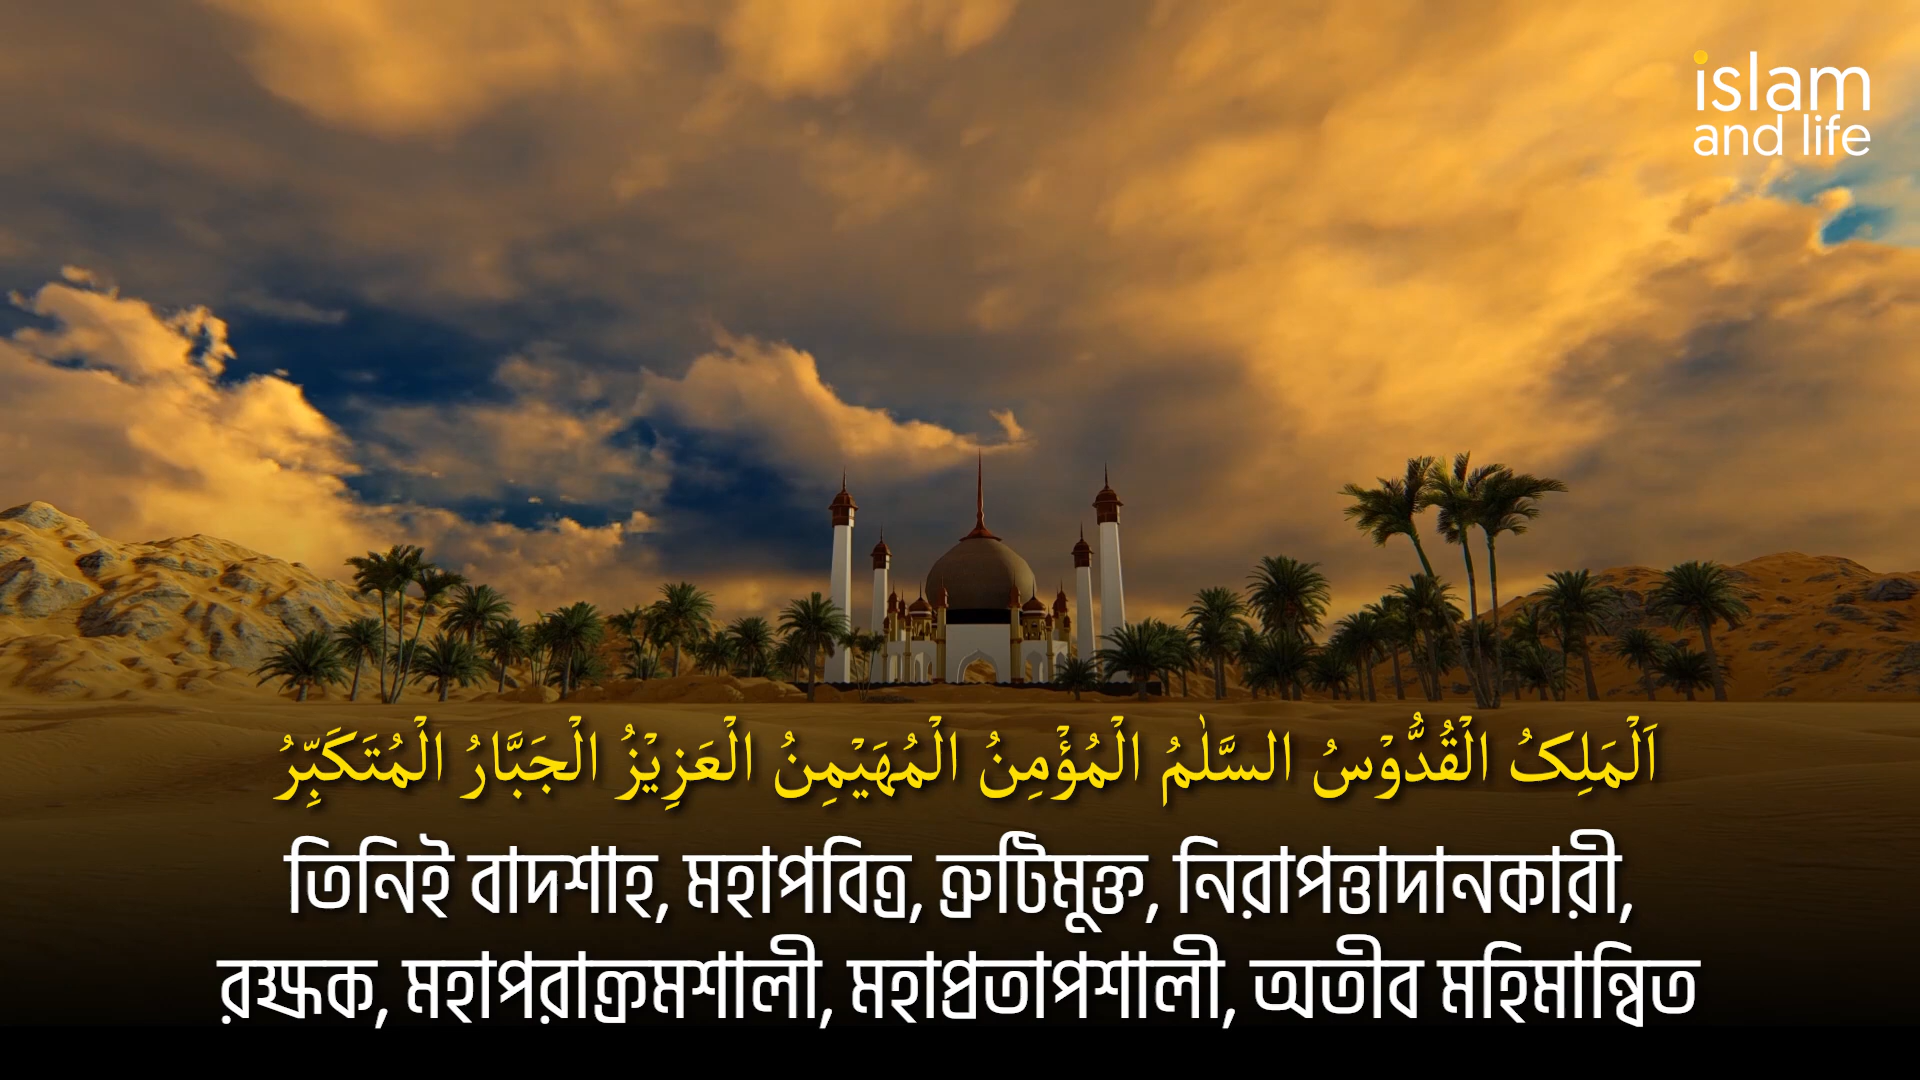 islam
and life
اَلْمَلِکُ الْقُدُّوْسُ السَّلٰمُ الْمُؤْمِنُ الْمُهَيْمِنُ الْعَزِيْزُ الْجَبَّارُ الْمُتَكَبِّرُ
তিনিই বাদশাহ, মহাপবিত্র, ত্রুটিমুক্ত, নিরাপত্তাদানকারী,
রক্ষক, মহাপরাক্রমশালী, মহাপ্রতাপশালী, অতীব মহিমান্বিত